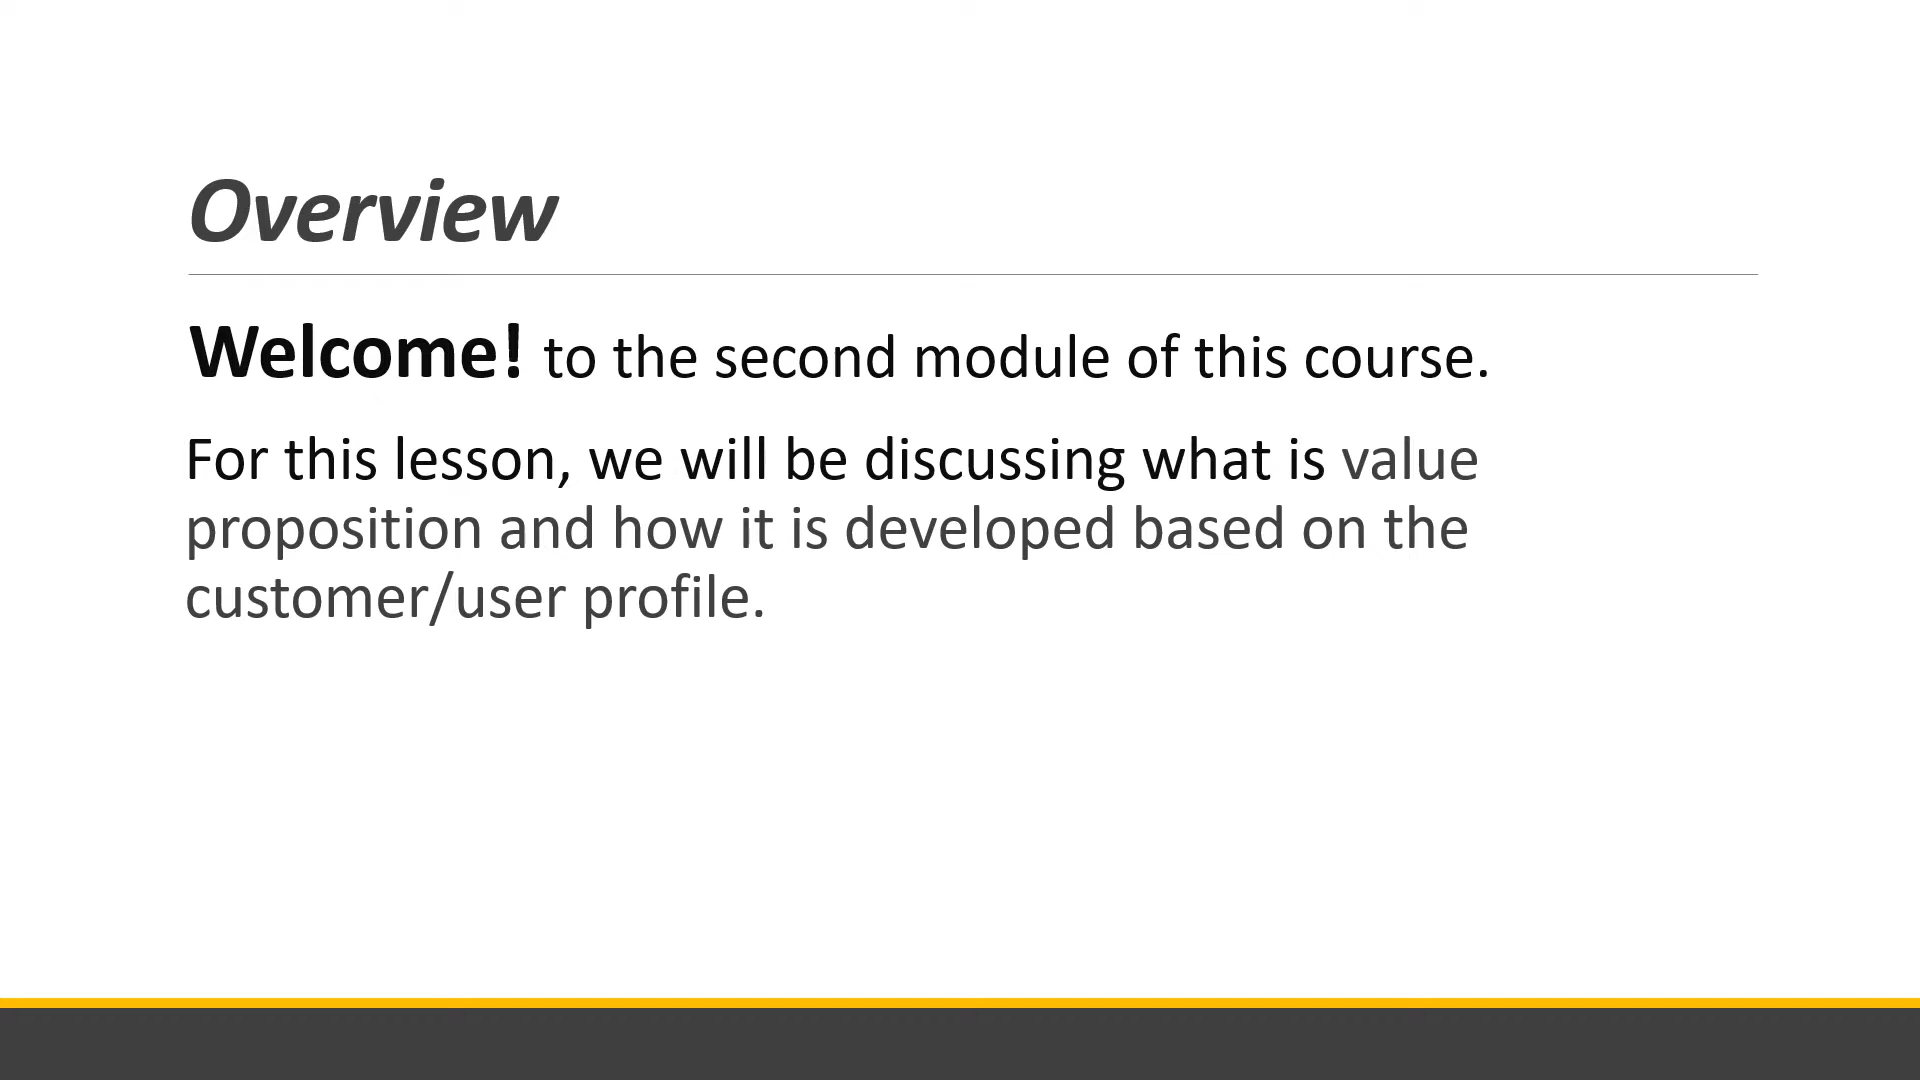 Overview
Welcome! to the second module of this course.
For this lesson, we will be discussing what is value
proposition and how it is developed based on the
customer/user profile.